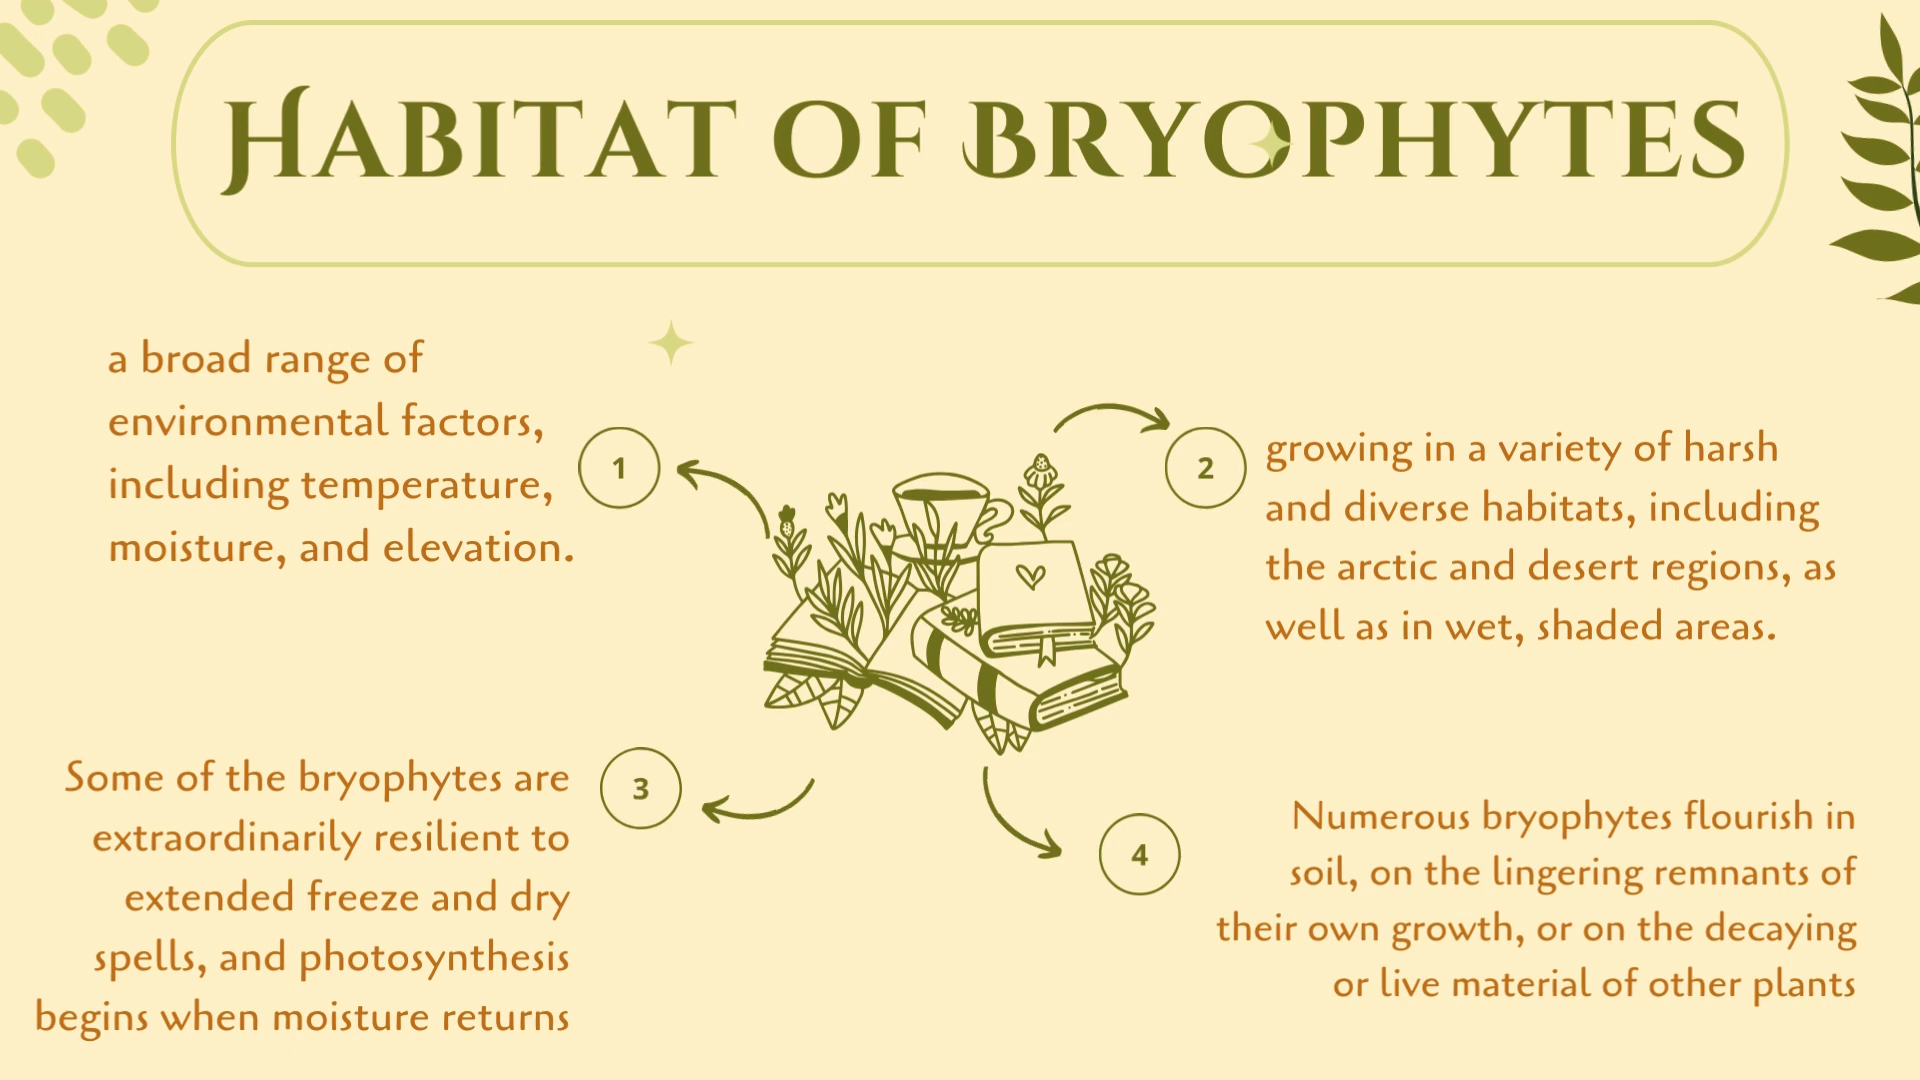 Habitat of Bryophytes
a broad range of
environmental factors,
including temperature,
moisture, and elevation.
1
2
growing in a variety of harsh
and diverse habitats, including
the arctic and desert regions, as
well as in wet, shaded areas.
3
Some of the bryophytes are
extraordinarily resilient to
extended freeze and dry
spells, and photosynthesis
begins when moisture returns
4
Numerous bryophytes flourish in
soil, on the lingering remnants of
their own growth, or on the decaying
or live material of other plants